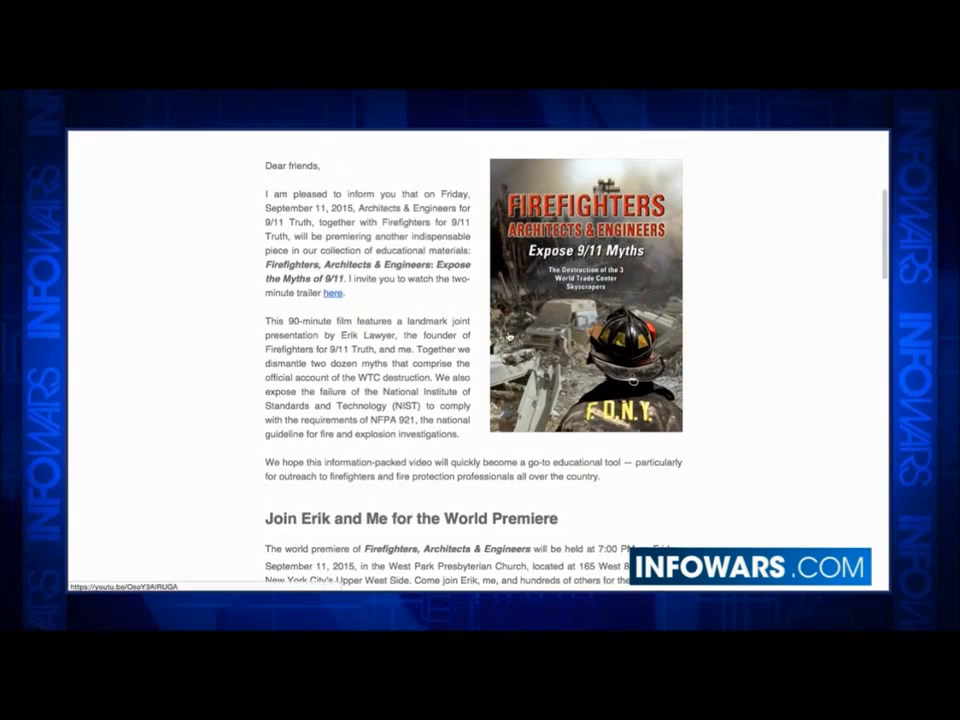 Dear friends,
I am pleased to inform you that on Friday,
September 11, 2015, Architects & Engineers for
9/11 Truth, together with Firefighters for 9/11
Truth, will be premiering another indispensable
piece in our collection of educational materials:
Firefighters, Architects & Engineers: Expose
the Myths of 9/11. I invite you to watch the two-
minute trailer here.
This 90-minute film features a landmark joint
presentation by Erik Lawyer, the founder of
Firefighters for 9/11 Truth, and me. Together we
dismantle two dozen myths that comprise the
official account of the WTC destruction. We also
expose the failure of the National Institute of
Standards and Technology (NIST) to comply
with the requirements of NFPA 921, the national
guideline for fire and explosion investigations.
FIREFIGHTERS
ARCHITECTS & ENGINEERS
Expose 9/11 Myths
The Destruction of the 3
World Trade Center
Skyscrapers
F.D.N.Y.
We hope this information-packed video will quickly become a go-to educational tool — particularly
for outreach to firefighters and fire protection professionals all over the country.
Join Erik and Me for the World Premiere
The world premiere of Firefighters, Architects & Engineers will be held at 7:00 PM
September 11, 2015, in the West Park Presbyterian Church, located at 165 West
New York City's Upper West Side. Come join Erik, me, and hundreds of others for the
INFOWARS.COM
INFOWARS
INFOWARS
INFOWARS
INFOWARS